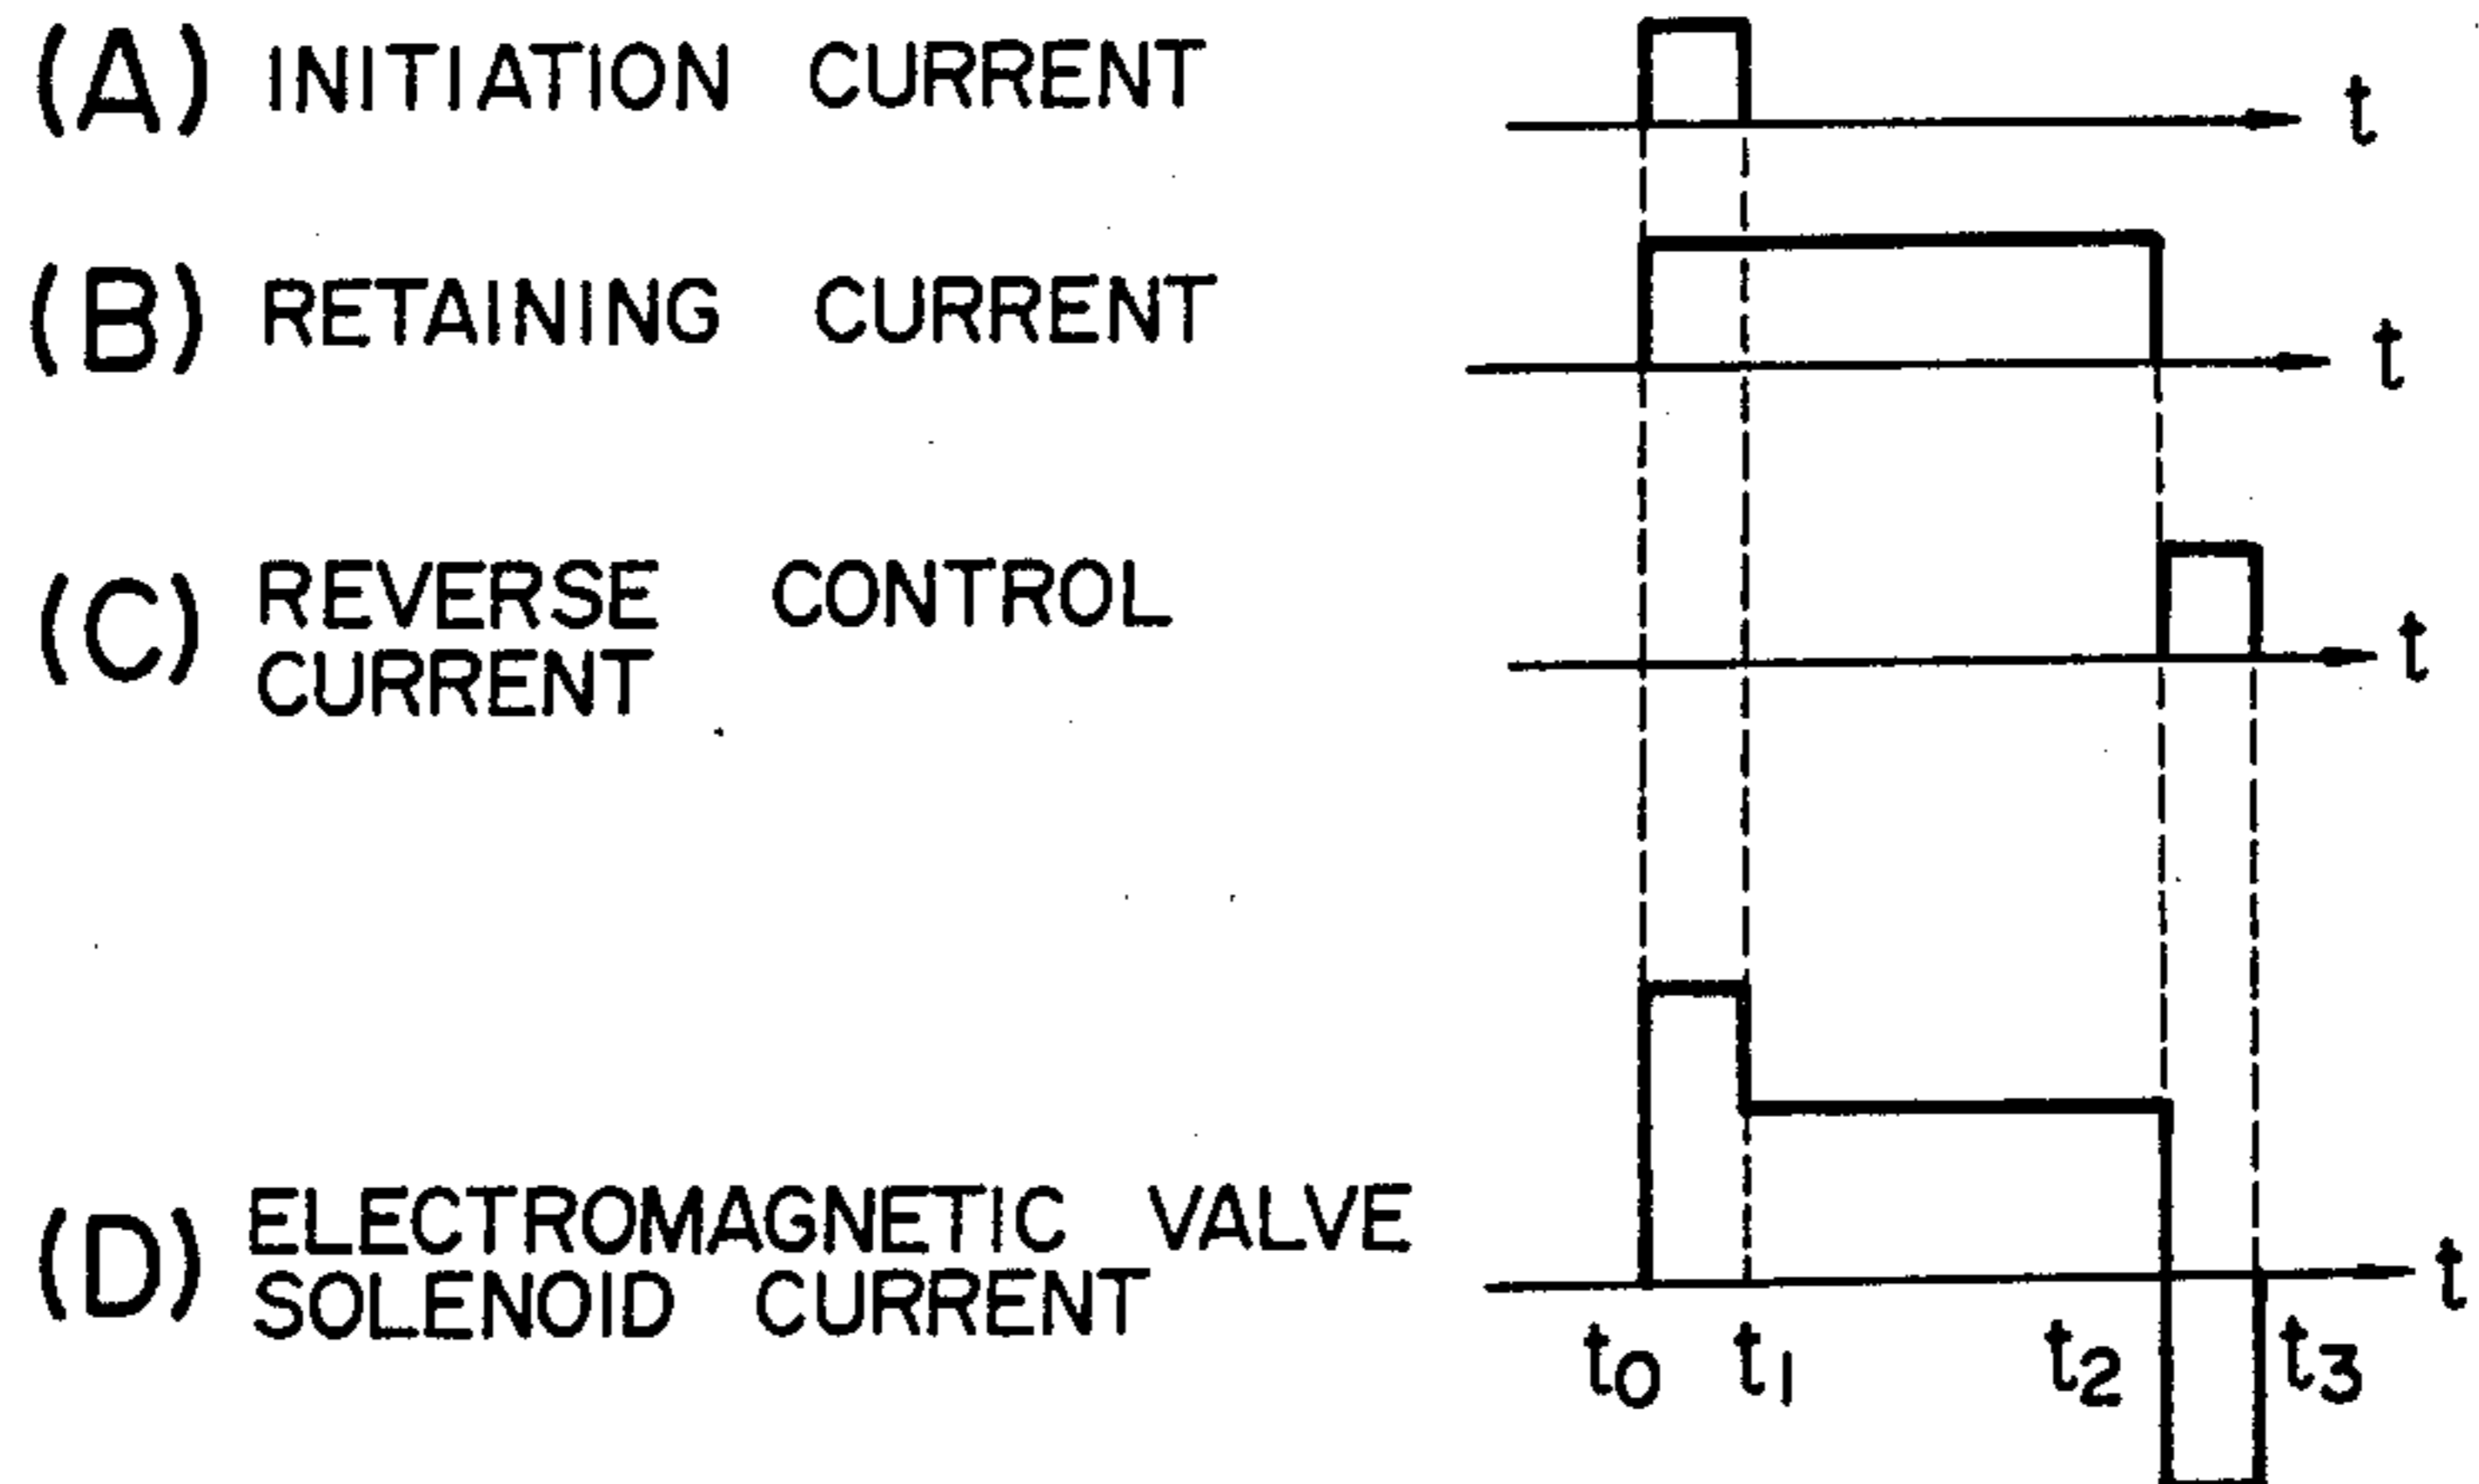 (A) INITIATION CURRENT
t
(B) RETAINING CURRENT
t
(C) REVERSE CONTROL
CURRENT
t
(D) ELECTROMAGNETIC VALVE
SOLENOID CURRENT
t
t0 t1 t2 t3